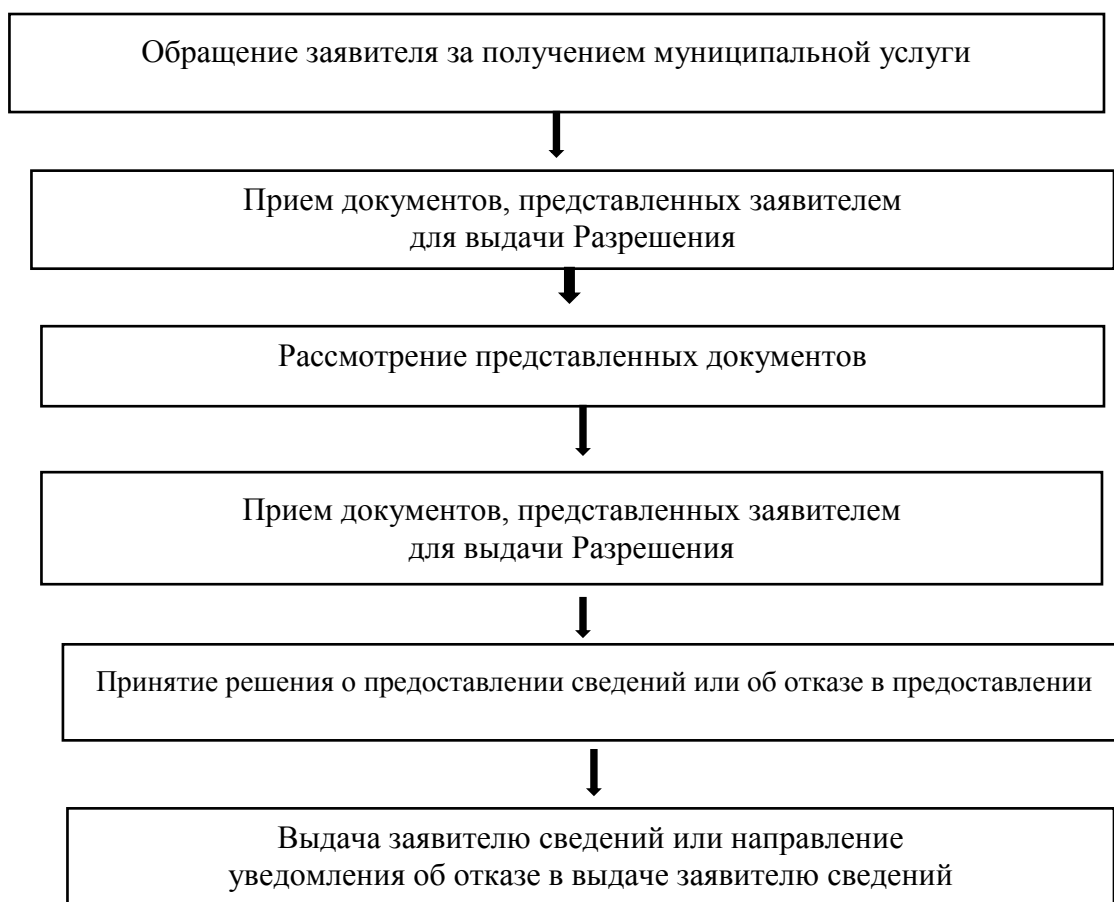 Обращение заявителя за получением муниципальной услуги
Прием документов, представленных заявителем
для выдачи Разрешения
Рассмотрение представленных документов
Прием документов, представленных заявителем
для выдачи Разрешения
Принятие решения о предоставлении сведений или об отказе в предоставлении
Выдача заявителю сведений или направление
уведомления об отказе в выдаче заявителю сведений